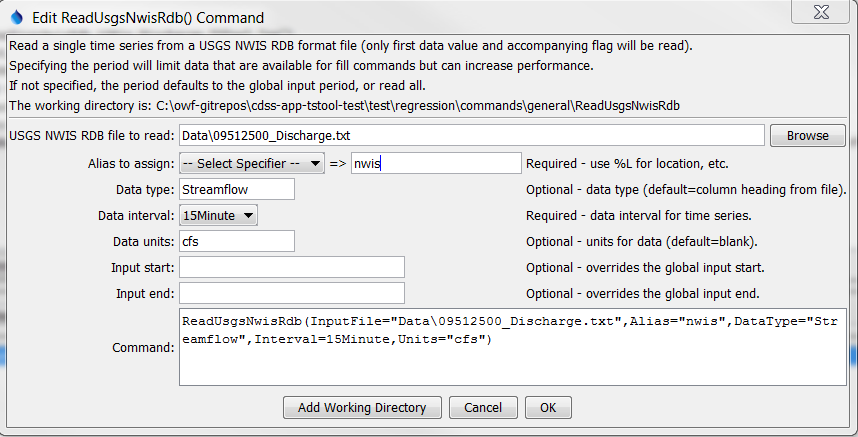 Edit ReadUsgsNwisRdb() Command
Read a single time series from a USGS NWIS RDB format file (only first data value and accompanying flag will be read).
Specifying the period will limit data that are available for fill commands but can increase performance.
If not specified, the period defaults to the global input period, or read all.
The working directory is: C:\owf-gitrepos\cdss-app-tstool-test\test\regression\commands\general\ReadUsgsNwisRdb
USGS NWIS RDB file to read: Data\09512500_Discharge.txt Browse
Alias to assign: -- Select Specifier -- => nwis Required - use %L for location, etc.
Data type: Streamflow Optional - data type (default=column heading from file).
Data interval: 15Minute Required - data interval for time series.
Data units: cfs Optional - units for data (default=blank).
Input start: Optional - overrides the global input start.
Input end: Optional - overrides the global input end.
ReadUsgsNwisRdb(InputFile="Data\09512500_Discharge.txt",Alias="nwis",DataType="Str
eamflow",Interval=15Minute,Units="cfs")
Command:
Add Working Directory Cancel OK